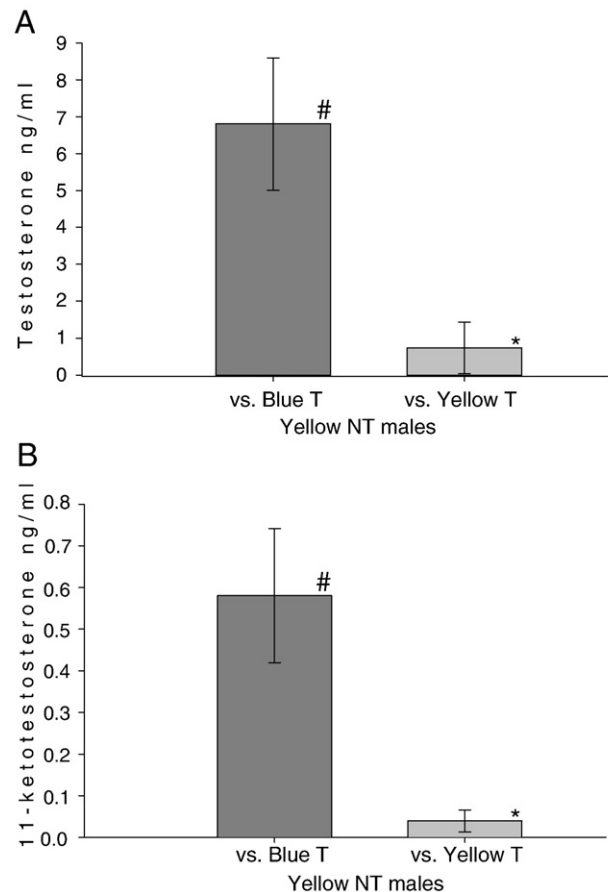 A
Testosterone ng/ml
9
8
7
6
5
4
3
2
1
0
#
*
vs. Blue T vs. Yellow T
Yellow NT males
B
11-ketotestosterone ng/ml
0.8
0.7
0.6
0.5
0.4
0.3
0.2
0.1
0.0
#
*
vs. Blue T vs. Yellow T
Yellow NT males